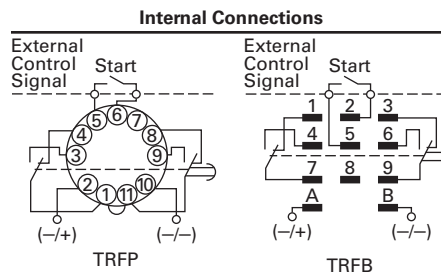 Internal Connections
External
Control
Signal
Start
5 6 7
4 8
3 9
2 10
1 11
(–/+) (–/–)
TRFP
External
Control
Signal
Start
1 2 3
4 5 6
7 8 9
A B
(–/+) (–/–)
TRFB